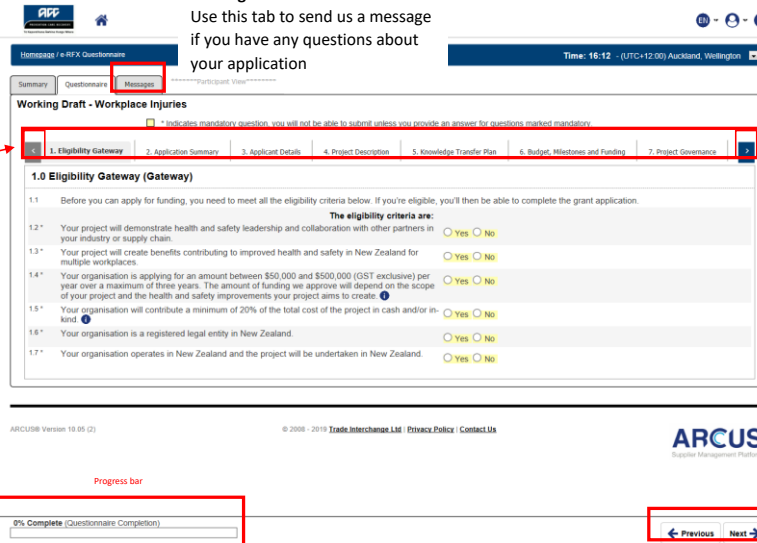 Use this tab to send us a message
if you have any questions about
your application
EN
Homepage / e-RFX Questionnaire
Time: 16:12 - (UTC+12:00) Auckland, Wellington
Summary
Questionnaire
Messages
********Participant View********
Working Draft - Workplace Injuries
* Indicates mandatory question, you will not be able to submit unless you provide an answer for questions marked mandatory.
<
1. Eligibility Gateway
2. Application Summary
3. Applicant Details
4. Project Description
5. Knowledge Transfer Plan
6. Budget, Milestones and Funding
7. Project Governance
>
1.0 Eligibility Gateway (Gateway)
1.1 Before you can apply for funding, you need to meet all the eligibility criteria below. If you're eligible, you'll then be able to complete the grant application.
The eligibility criteria are:
1.2 * Your project will demonstrate health and safety leadership and collaboration with other partners in
your industry or supply chain.
Yes No
1.3 * Your project will create benefits contributing to improved health and safety in New Zealand for
multiple workplaces.
Yes No
1.4 * Your organisation is applying for an amount between $50,000 and $500,000 (GST exclusive) per
year over a maximum of three years. The amount of funding we approve will depend on the scope
of your project and the health and safety improvements your project aims to create.
Yes No
1.5 * Your organisation will contribute a minimum of 20% of the total cost of the project in cash and/or in-
kind.
Yes No
1.6 * Your organisation is a registered legal entity in New Zealand.
Yes No
1.7 * Your organisation operates in New Zealand and the project will be undertaken in New Zealand.
Yes No
ARCUS® Version 10.05 (2)
© 2008 - 2019 Trade Interchange Ltd | Privacy Policy | Contact Us
ARCUS
Supplier Management Platfor
Progress bar
0% Complete (Questionnaire Completion)
Previous
Next